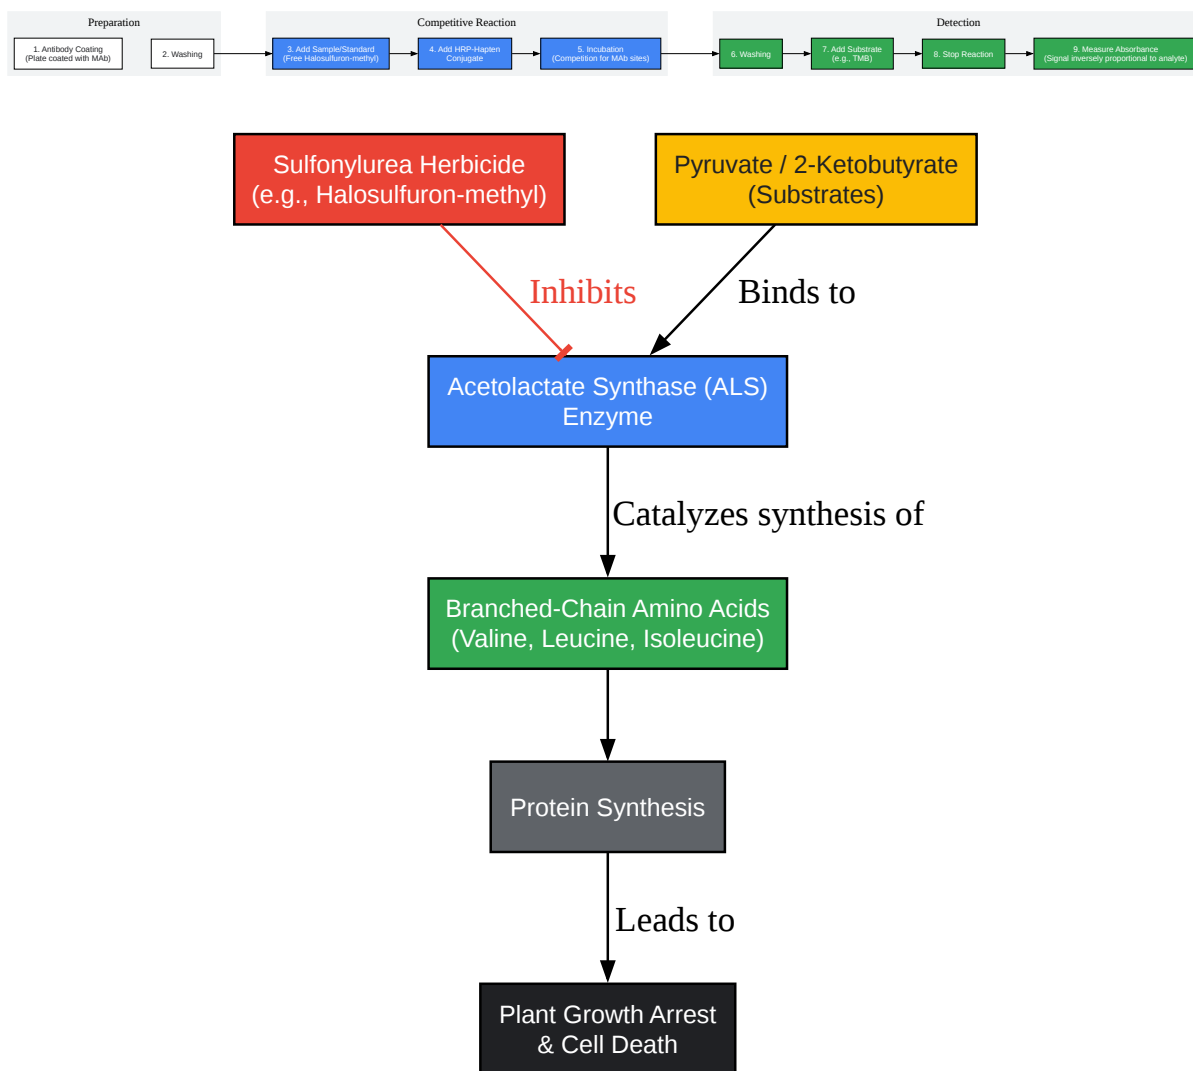 Preparation
Competitive Reaction
Detection
1. Antibody Coating
(Plate coated with MAb)
2. Washing
3. Add Sample/Standard
(Free Halosulfuron-methyl)
4. Add HRP-Hapten
Conjugate
5. Incubation
(Competition for MAb sites)
6. Washing
7. Add Substrate
(e.g., TMB)
8. Stop Reaction
9. Measure Absorbance
(Signal inversely proportional to analyte)
Sulfonylurea Herbicide
(e.g., Halosulfuron-methyl)
Pyruvate / 2-Ketobutyrate
(Substrates)
Inhibits
Binds to
Acetolactate Synthase (ALS)
Enzyme
Catalyzes synthesis of
Branched-Chain Amino Acids
(Valine, Leucine, Isoleucine)
Protein Synthesis
Leads to
Plant Growth Arrest
& Cell Death